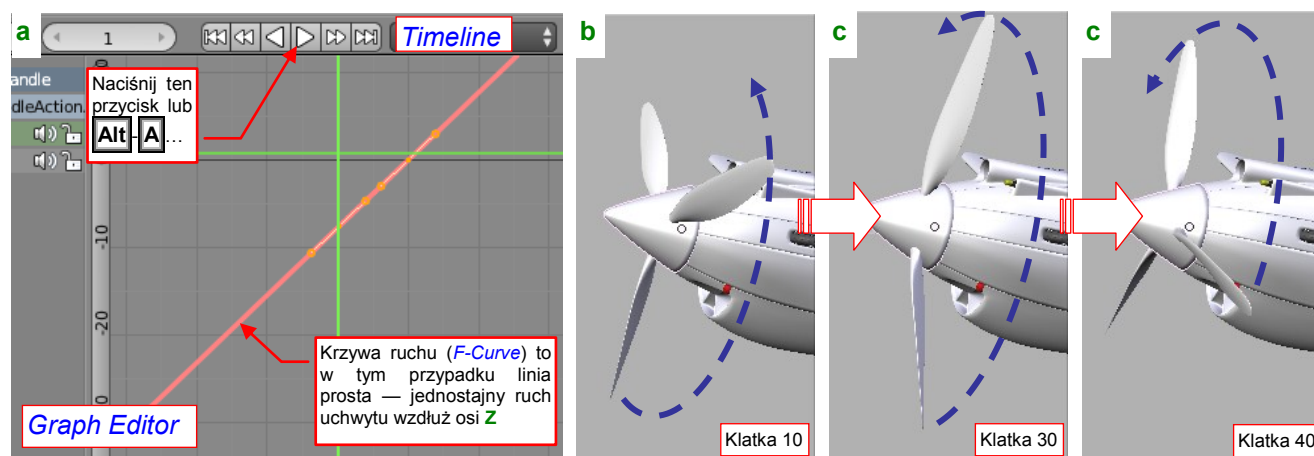 a
1
Timeline
andle
dleAction.
Naciśnij ten
przycisk lub
Alt-A...
-10
-20
0
Krzywa ruchu (F-Curve) to
w tym przypadku linia
prosta — jednostajny ruch
uchwytu wzdłuż osi Z
Graph Editor
b
Klatka 10
c
Klatka 30
c
Klatka 40